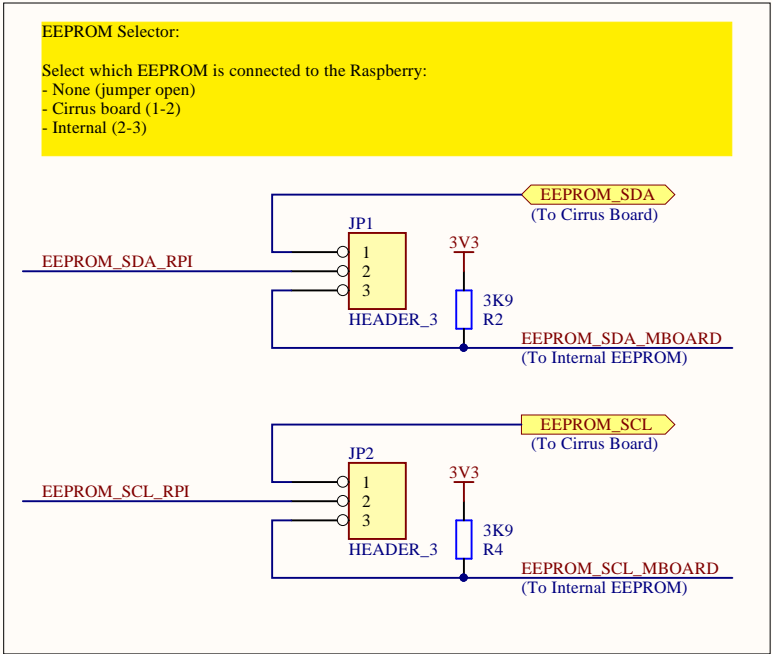 EEPROM Selector:
Select which EEPROM is connected to the Raspberry:
- None (jumper open)
- Cirrus board (1-2)
- Internal (2-3)
EEPROM_SDA
(To Cirrus Board)
JP1
1
2
3
HEADER_3
EEPROM_SDA_RPI
3V3
3K9
R2
EEPROM_SDA_MBOARD
(To Internal EEPROM)
EEPROM_SCL
(To Cirrus Board)
JP2
1
2
3
HEADER_3
EEPROM_SCL_RPI
3V3
3K9
R4
EEPROM_SCL_MBOARD
(To Internal EEPROM)